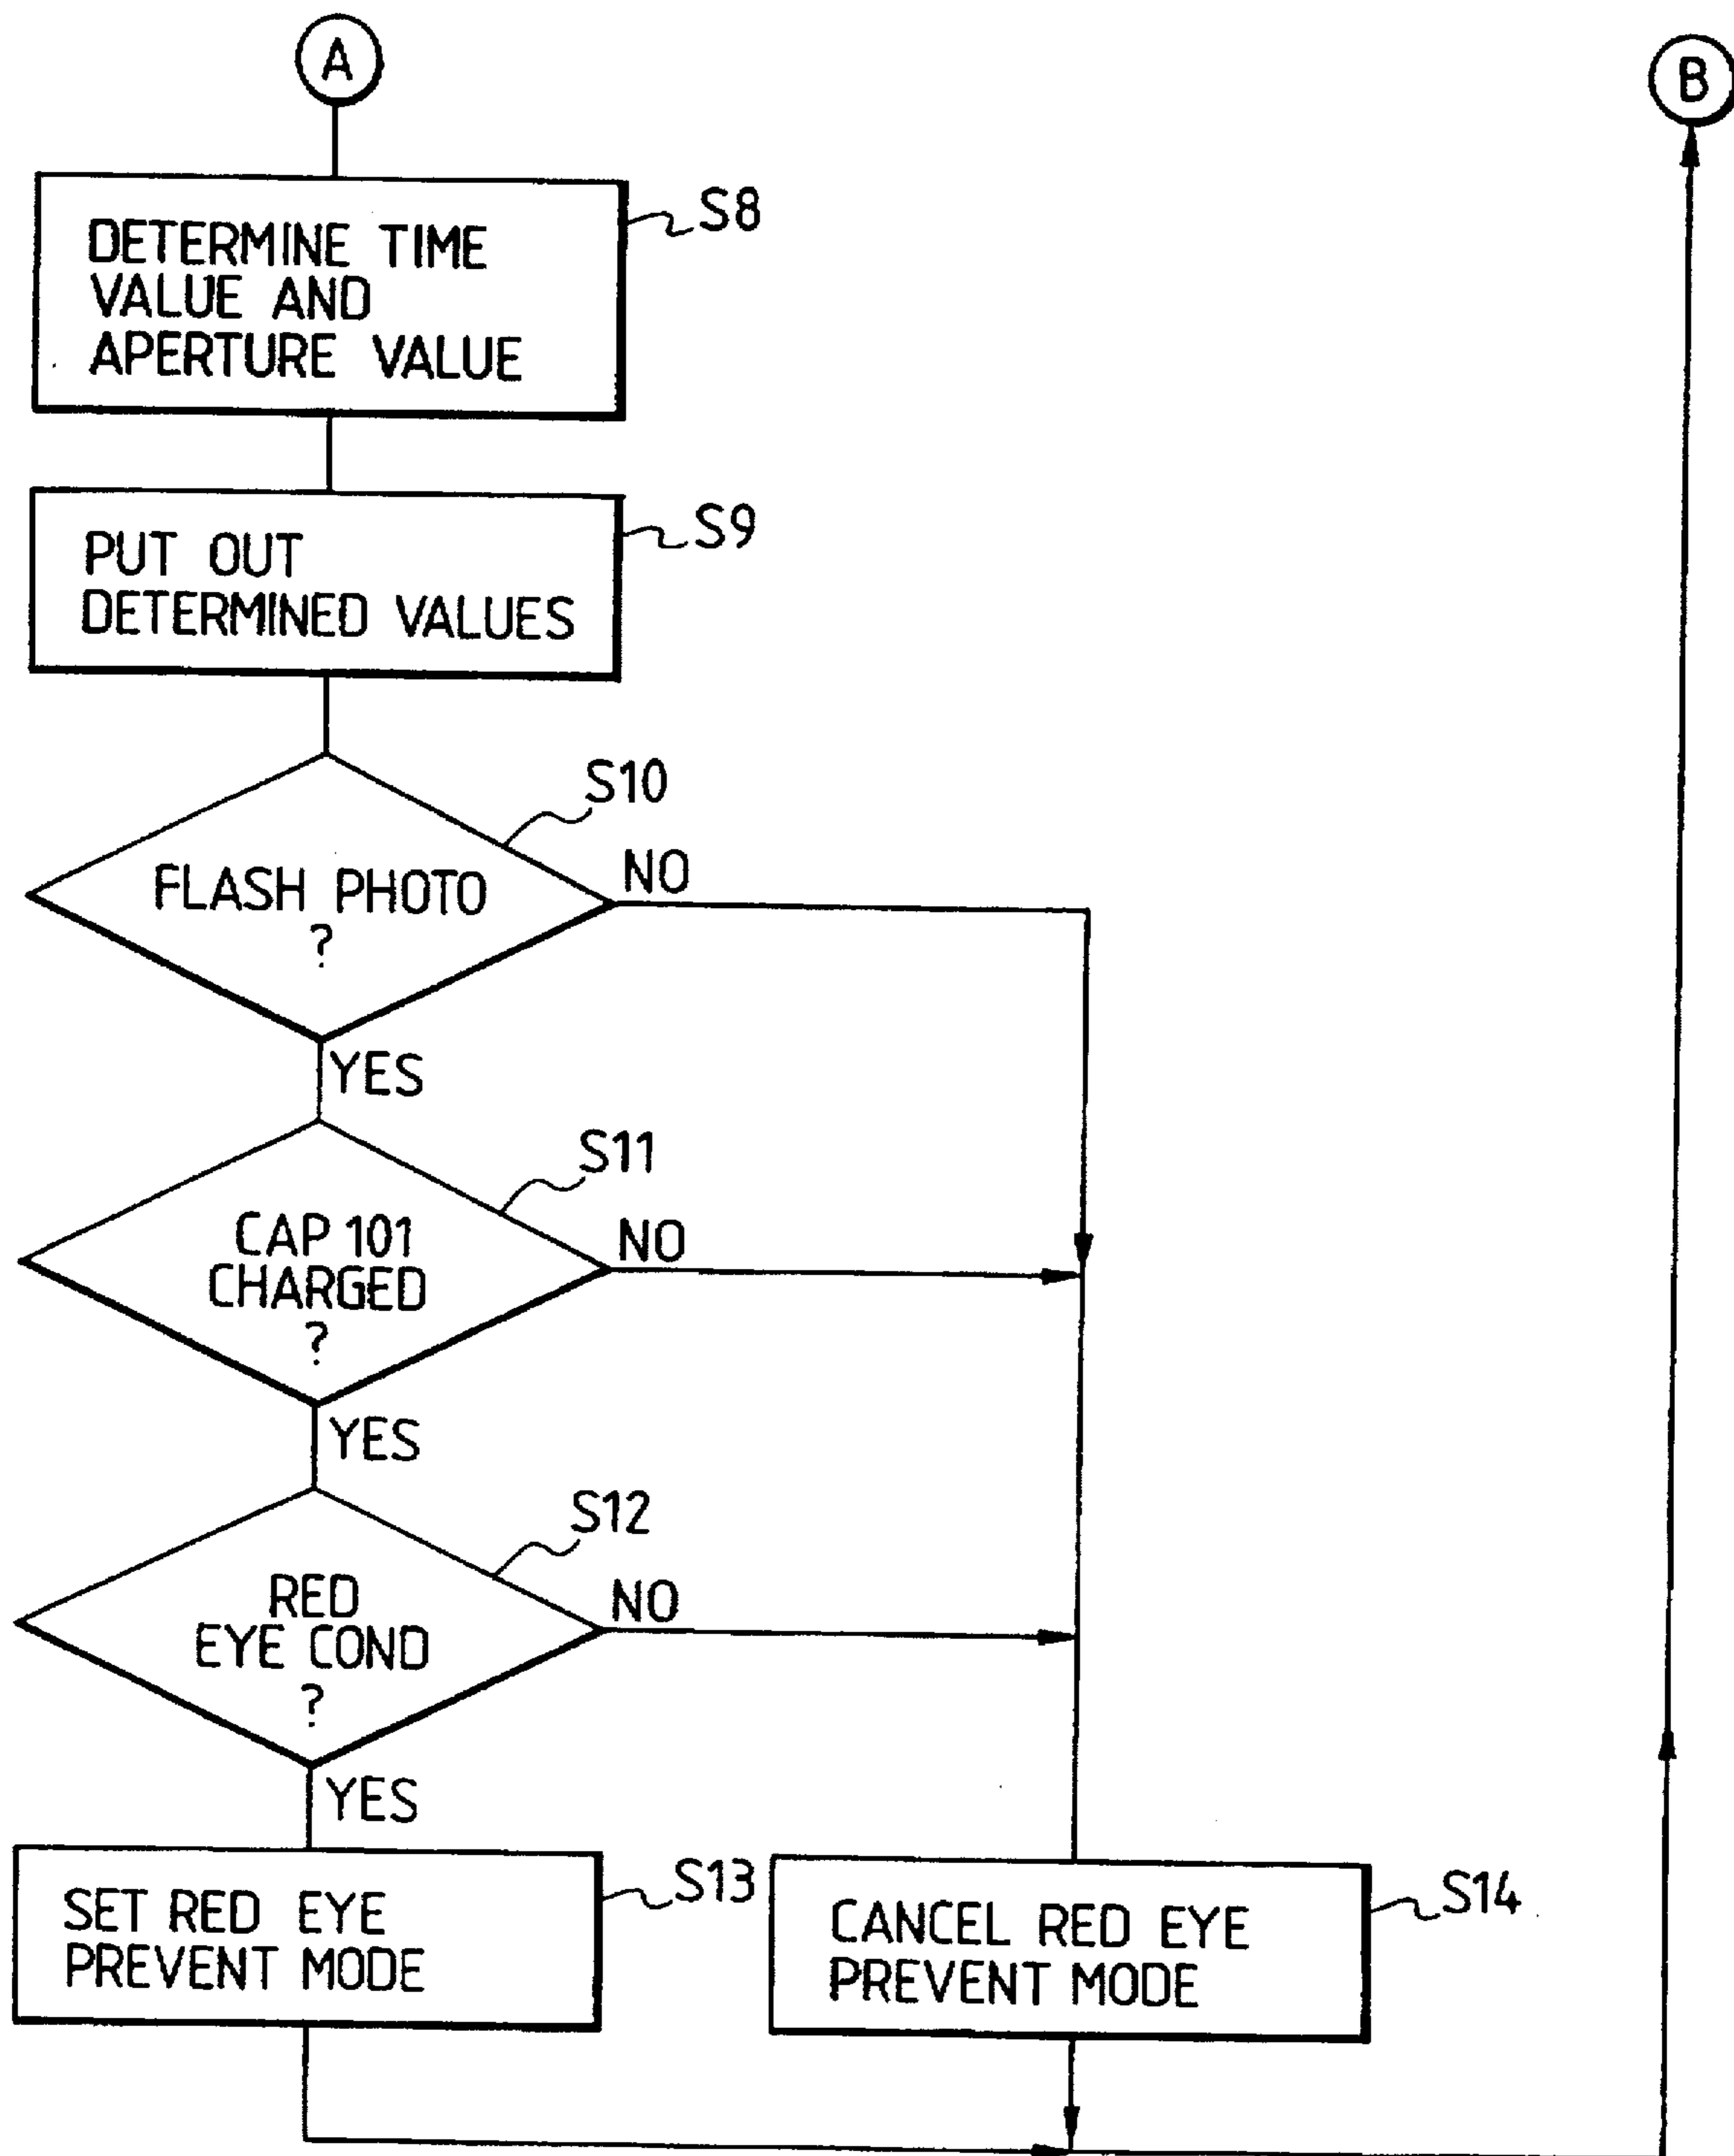 A
B
S8
DETERMINE TIME
VALUE AND
APERTURE VALUE
S9
PUT OUT
DETERMINED VALUES
S10
FLASH PHOTO
?
NO
YES
S11
CAP 101
CHARGED
?
NO
YES
S12
RED
EYE COND
?
NO
YES
S13
SET RED EYE
PREVENT MODE
S14
CANCEL RED EYE
PREVENT MODE